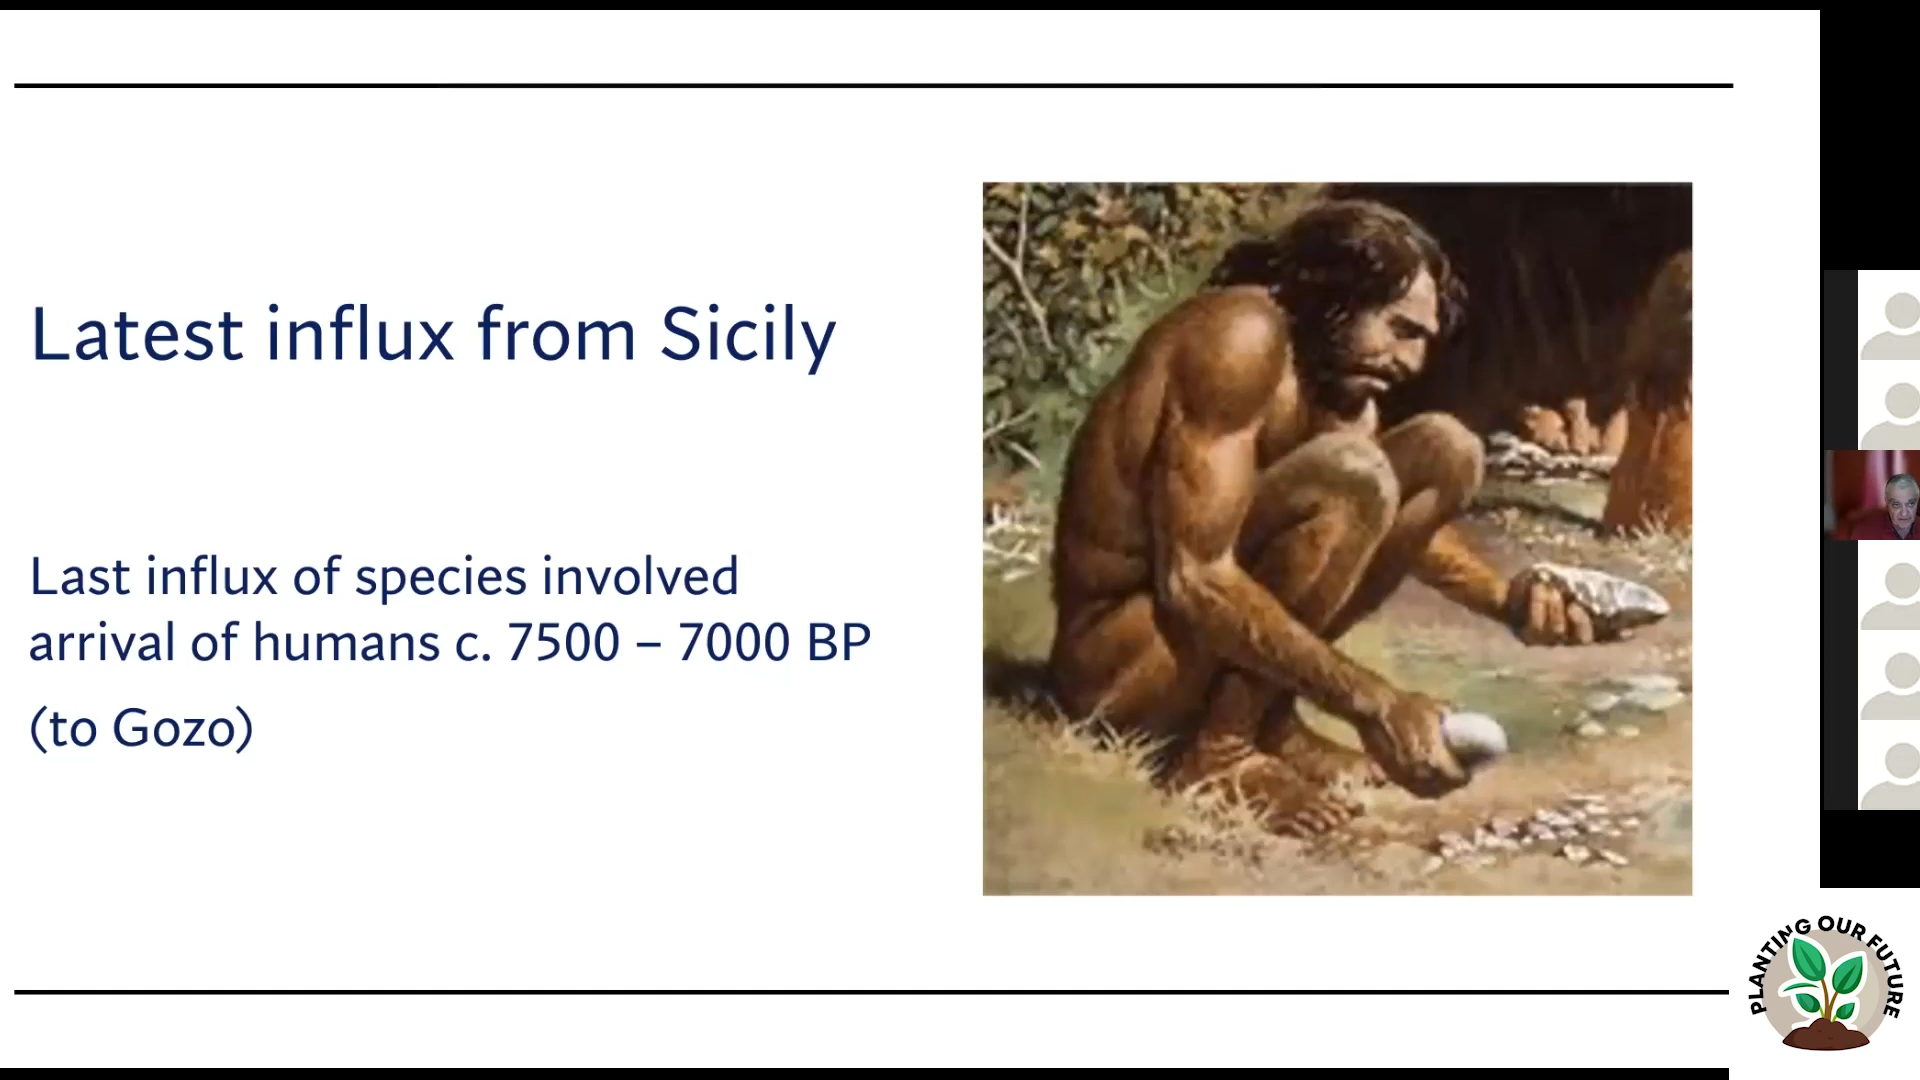 Latest influx from Sicily
Last influx of species involved
arrival of humans c. 7500 – 7000 BP
(to Gozo)
PLANTING OUR FUTURE